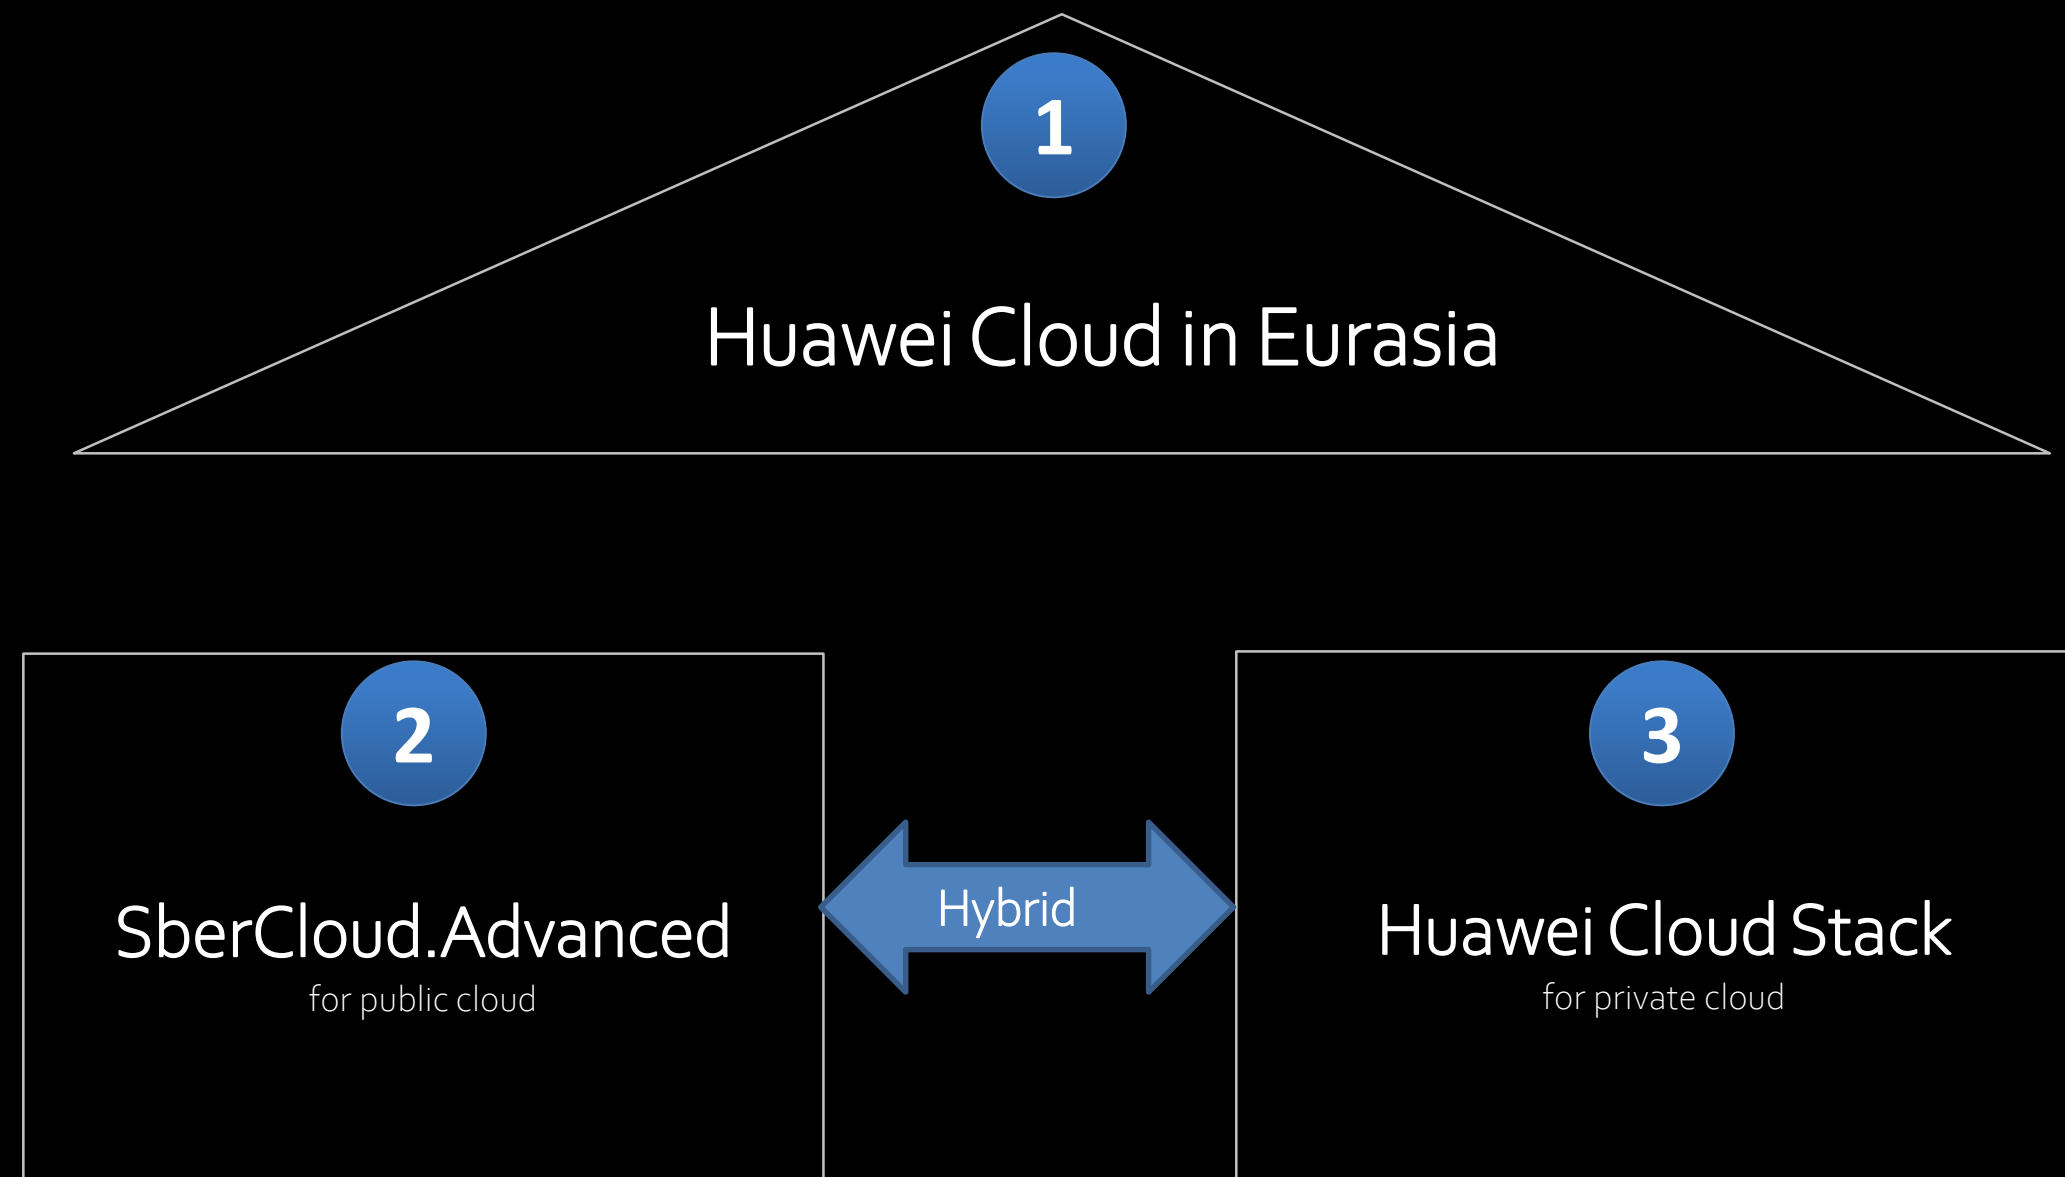 1
Huawei Cloud in Eurasia
2
SberCloud.Advanced
for public cloud
Hybrid
3
Huawei Cloud Stack
for private cloud